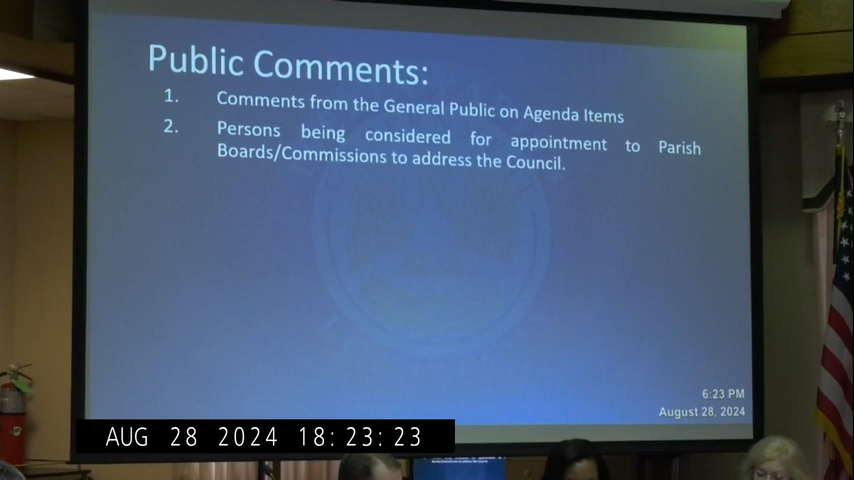 Public Comments:
1. Comments from the General Public on Agenda Items
2. Persons being considered for appointment to Parish
Boards/Commissions to address the Council.
6:23 PM
August 28, 2024
AUG 28 2024 18:23:23